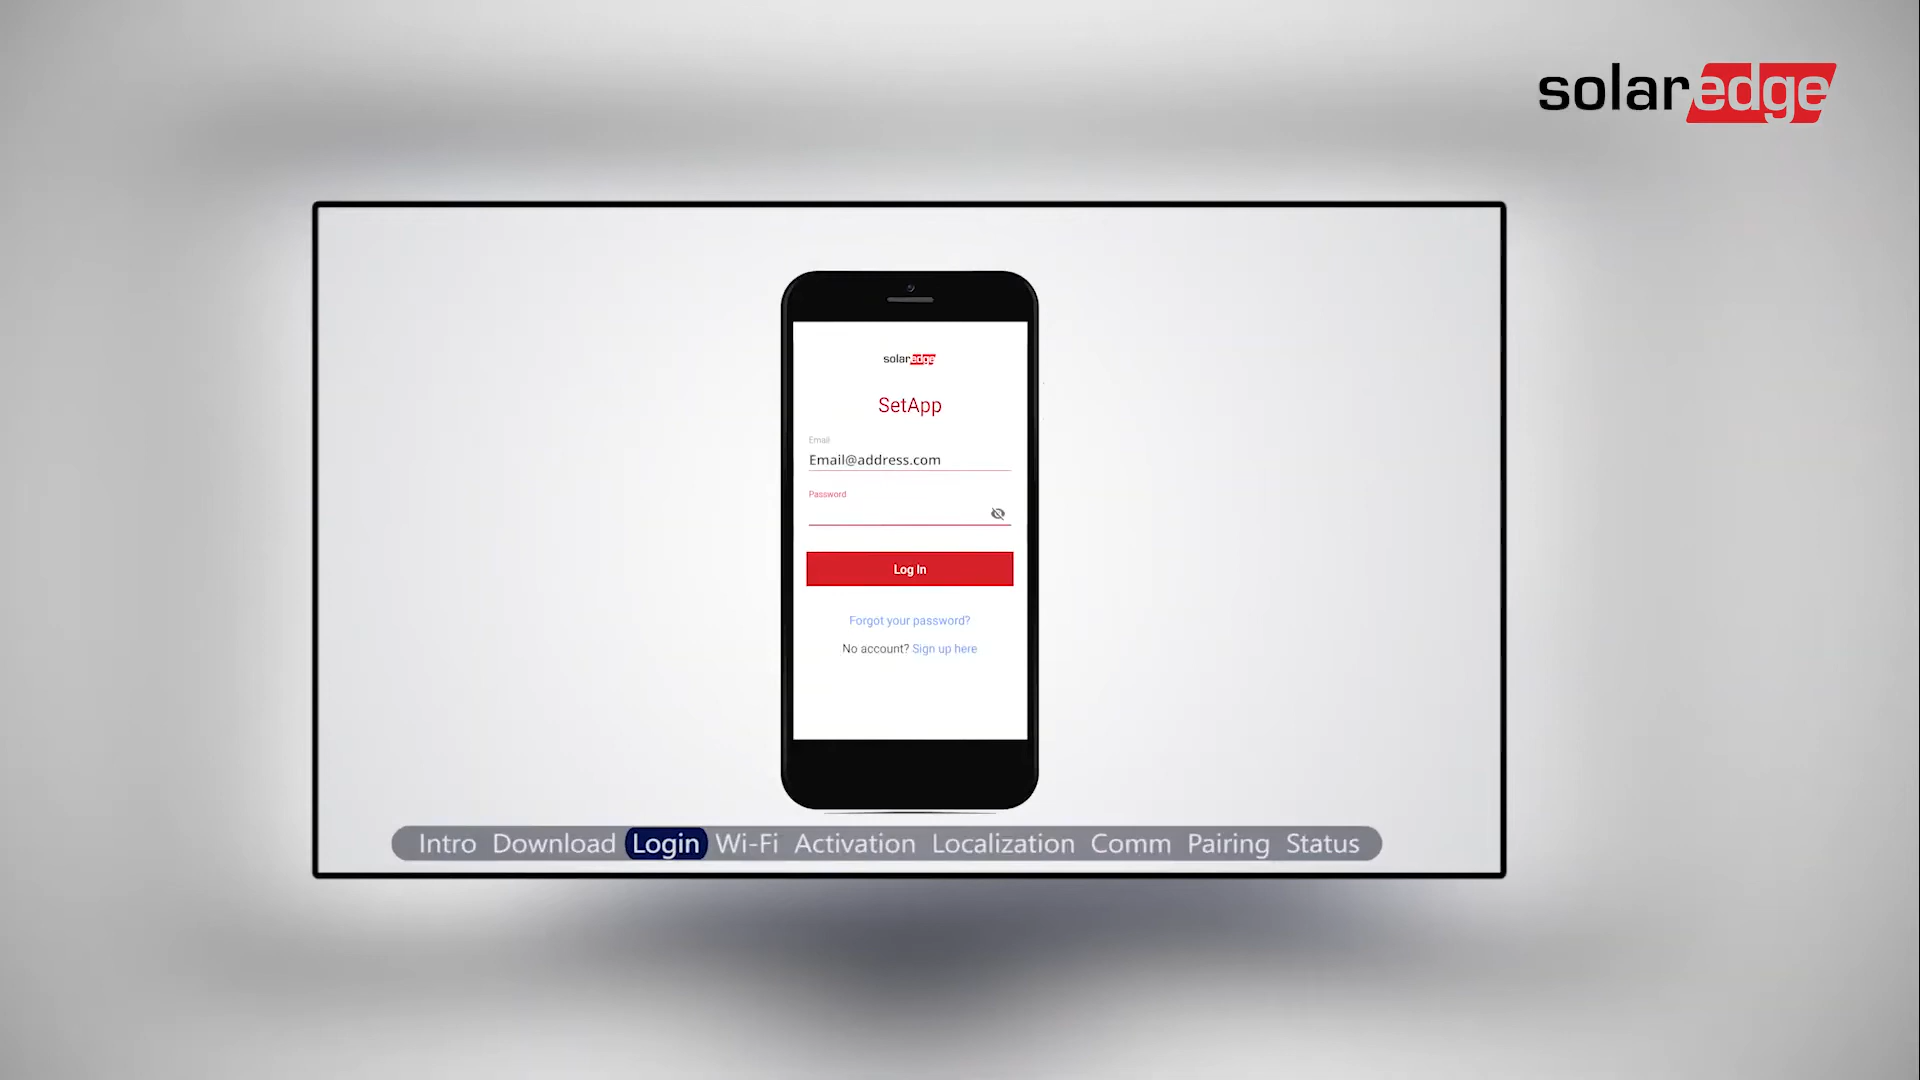 solaredge
solaredge
SetApp
Email
Email@address.com
Password
Log In
Forgot your password?
No account? Sign up here
Intro Download Login Wi-Fi Activation Localization Comm Pairing Status